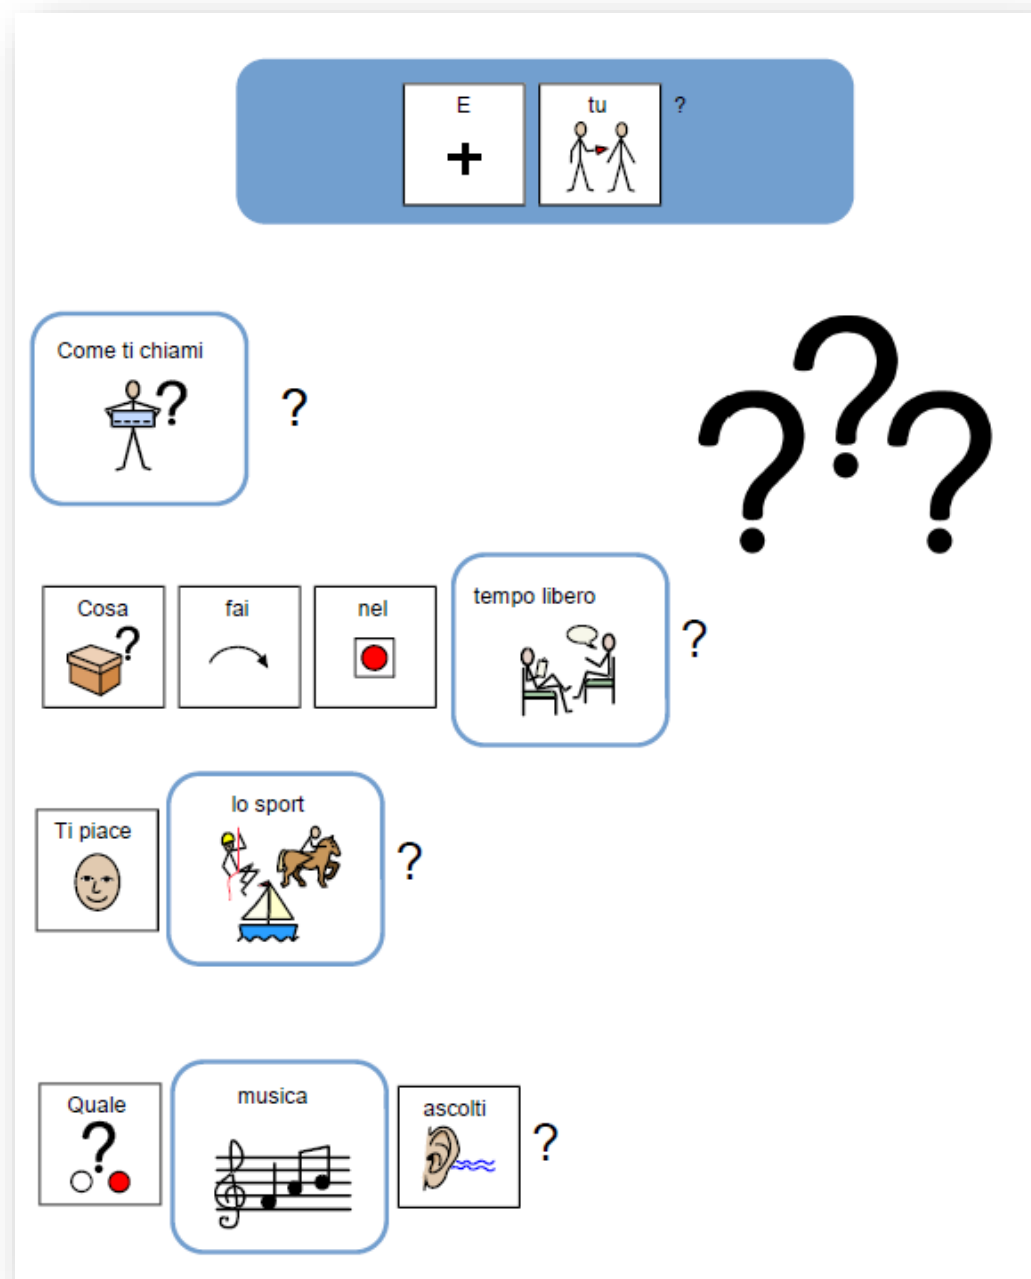 E tu ?
Come ti chiami ?
Cosa fai nel tempo libero ?
Ti piace lo sport ?
Quale musica ascolti ?
? ? ?